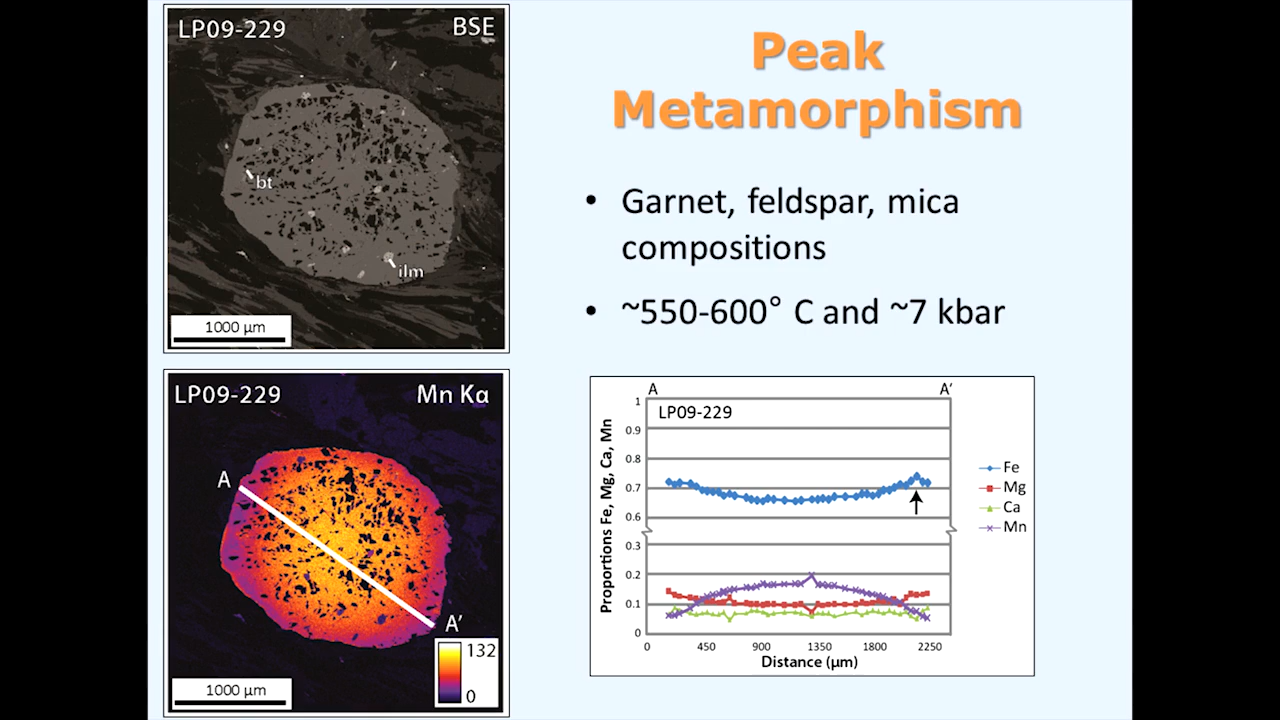 LP09-229 BSE
bt
ilm
1000 µm
Peak
Metamorphism
• Garnet, feldspar, mica
compositions
• ~550-600° C and ~7 kbar
LP09-229 Mn Kα
A
A′
132
0
1000 µm
A A′
LP09-229
Proportions Fe, Mg, Ca, Mn
1
0.9
0.8
0.7
0.6
0.3
0.2
0.1
0
0 450 900 1350 1800 2250
Distance (µm)
Fe
Mg
Ca
Mn